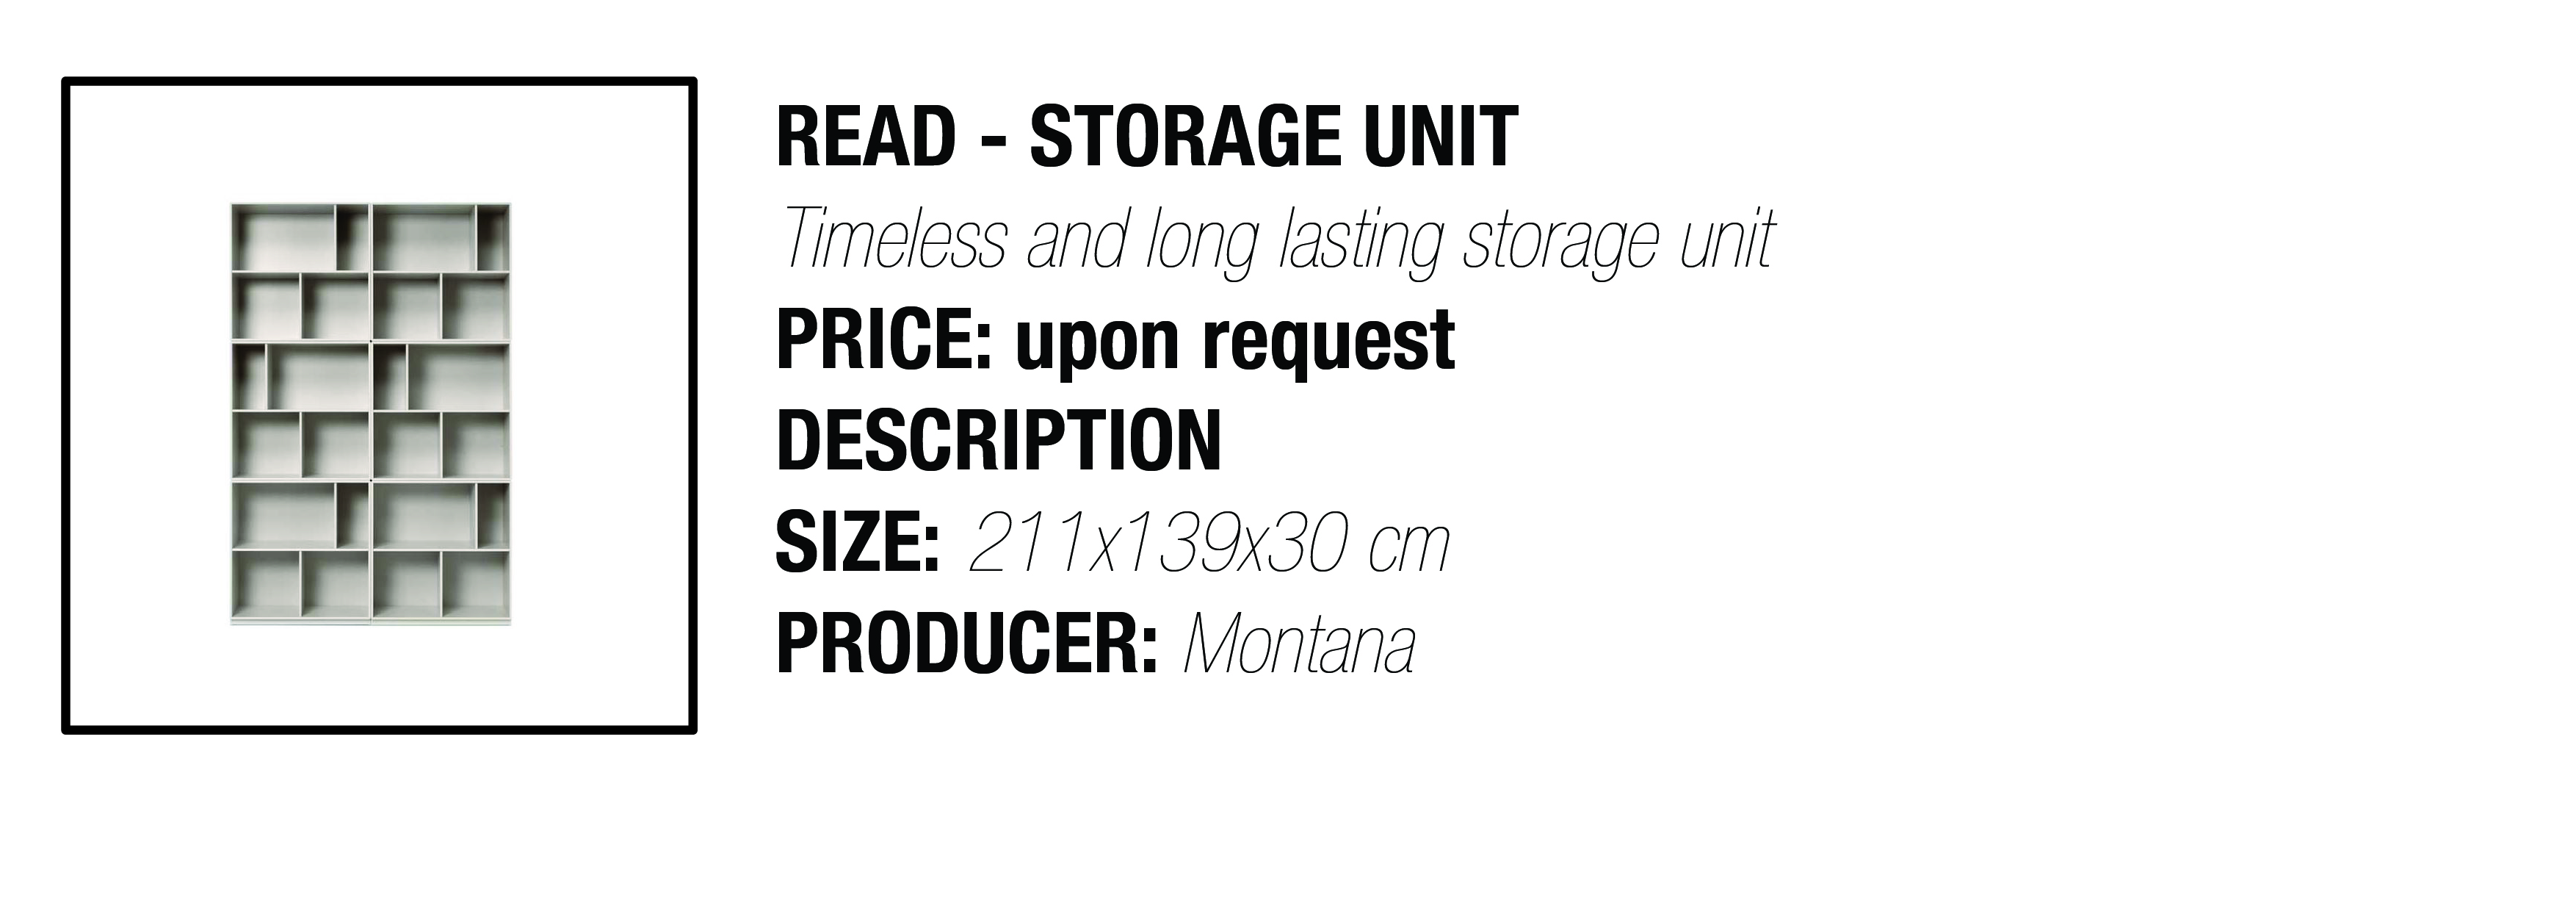 READ - STORAGE UNIT
Timeless and long lasting storage unit
PRICE: upon request
DESCRIPTION
SIZE: 211x139x30 cm
PRODUCER: Montana